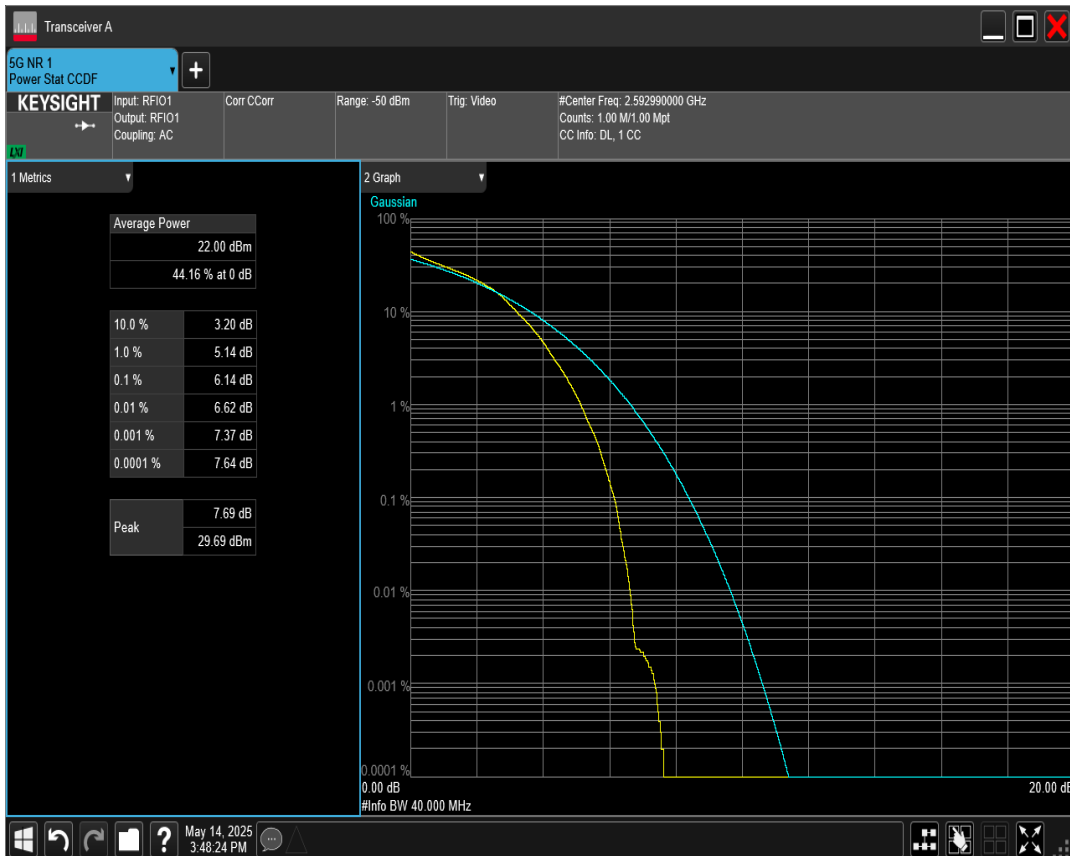 Transceiver A
5G NR 1
Power Stat CCDF
KEYSIGHT
LXI
Input: RFIO1
Output: RFIO1
Coupling: AC
Corr CCorr
Range: -50 dBm
Trig: Video
#Center Freq: 2.592990000 GHz
Counts: 1.00 M/1.00 Mpt
CC Info: DL, 1 CC
1 Metrics
Average Power
22.00 dBm
44.16 % at 0 dB
10.0 % 3.20 dB
1.0 % 5.14 dB
0.1 % 6.14 dB
0.01 % 6.62 dB
0.001 % 7.37 dB
0.0001 % 7.64 dB
Peak 7.69 dB
29.69 dBm
2 Graph
Gaussian
100 %
10 %
1 %
0.1 %
0.01 %
0.001 %
0.0001 %
0.00 dB 20.00 dB
#Info BW 40.000 MHz
May 14, 2025
3:48:24 PM